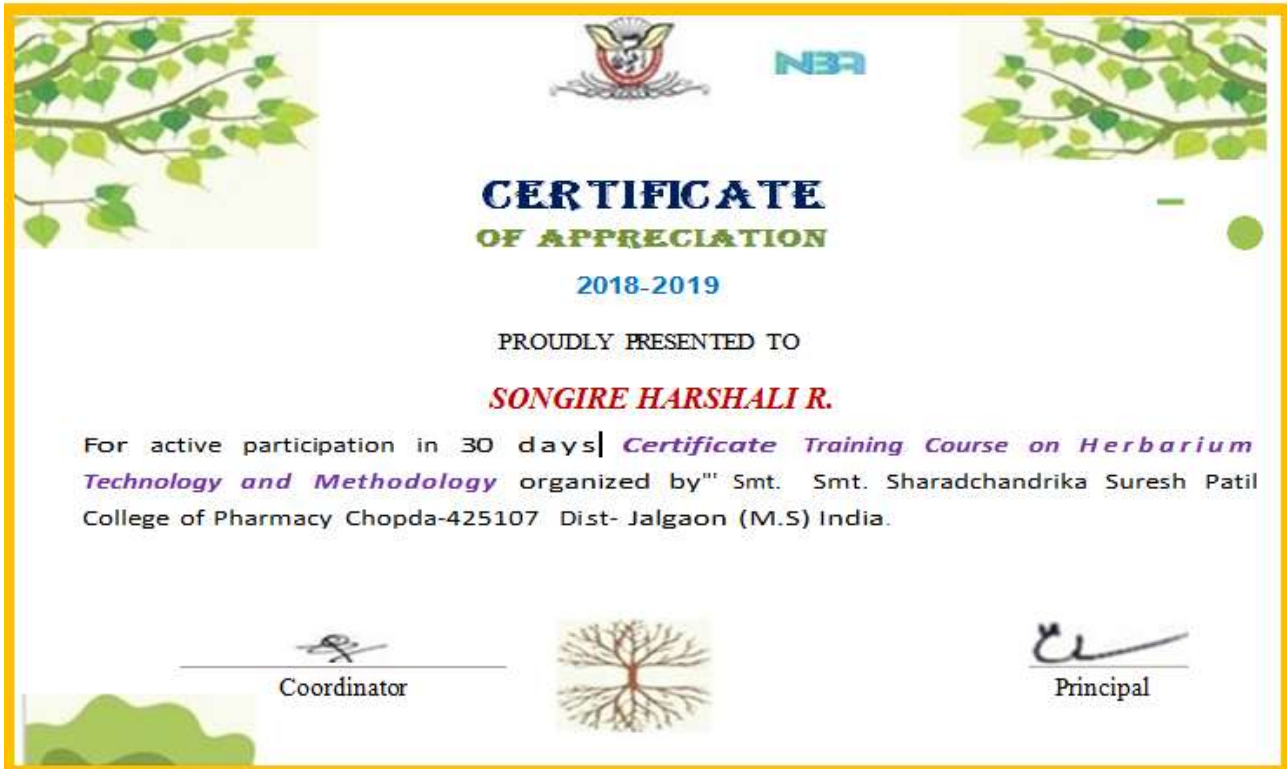 NBA
CERTIFICATE
OF APPRECIATION
2018-2019
PROUDLY PRESENTED TO
SONGIRE HARSHALI R.
For active participation in 30 days Certificate Training Course on Herbarium
Technology and Methodology organized by"' Smt. Smt. Sharadchandrika Suresh Patil
College of Pharmacy Chopda-425107 Dist- Jalgaon (M.S) India.
Coordinator
Principal